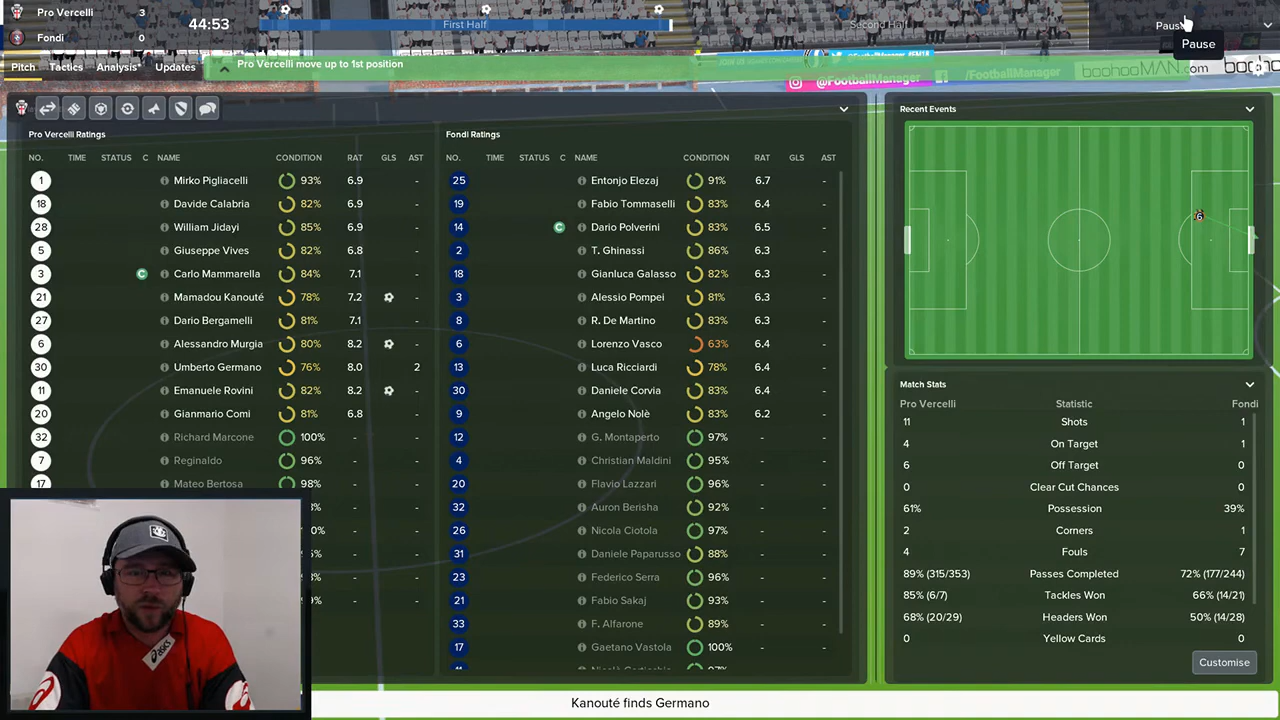 Pro Vercelli 3
Fondi 0
44:53
First Half
Second Half
Pause
Pause
Pitch Tactics Analysis Updates
Pro Vercelli move up to 1st position
boohooMAN.com
@FootballManager
/FootballManager
Pro Vercelli Ratings
NO. TIME STATUS C NAME CONDITION RAT GLS AST
1 Mirko Pigliacelli 93% 6.9 -
18 Davide Calabria 82% 6.9 -
28 William Jidayi 85% 6.9 -
5 Giuseppe Vives 82% 6.8 -
3 C Carlo Mammarella 84% 7.1 -
21 Mamadou Kanouté 78% 7.2 -
27 Dario Bergamelli 81% 7.1 -
6 Alessandro Murgia 80% 8.2 -
30 Umberto Germano 76% 8.0 2
11 Emanuele Rovini 82% 8.2 -
20 Gianmario Comi 81% 6.8 -
32 Richard Marcone 100% - -
7 Reginaldo 96% - -
17 Mateo Bertosa 98% - -
Fondi Ratings
NO. TIME STATUS C NAME CONDITION RAT GLS AST
25 Entonjo Elezaj 91% 6.7 -
19 Fabio Tommaselli 83% 6.4 -
14 C Dario Polverini 83% 6.5 -
2 T. Ghinassi 86% 6.3 -
18 Gianluca Galasso 82% 6.3 -
3 Alessio Pompei 81% 6.3 -
8 R. De Martino 83% 6.3 -
6 Lorenzo Vasco 63% 6.4 -
13 Luca Ricciardi 78% 6.4 -
30 Daniele Corvia 83% 6.4 -
9 Angelo Nolè 83% 6.2 -
12 G. Montaperto 97% - -
4 Christian Maldini 95% - -
20 Flavio Lazzari 96% - -
32 Auron Berisha 92% - -
26 Nicola Ciotola 97% - -
31 Daniele Paparusso 88% - -
23 Federico Serra 96% - -
21 Fabio Sakaj 93% - -
33 F. Alfarone 89% - -
17 Gaetano Vastola 100% - -
Recent Events
6
Match Stats
Pro Vercelli Statistic Fondi
11 Shots 1
4 On Target 1
6 Off Target 0
0 Clear Cut Chances 0
61% Possession 39%
2 Corners 1
4 Fouls 7
89% (315/353) Passes Completed 72% (177/244)
85% (6/7) Tackles Won 66% (14/21)
68% (20/29) Headers Won 50% (14/28)
0 Yellow Cards 0
Customise
asics
Kanouté finds Germano